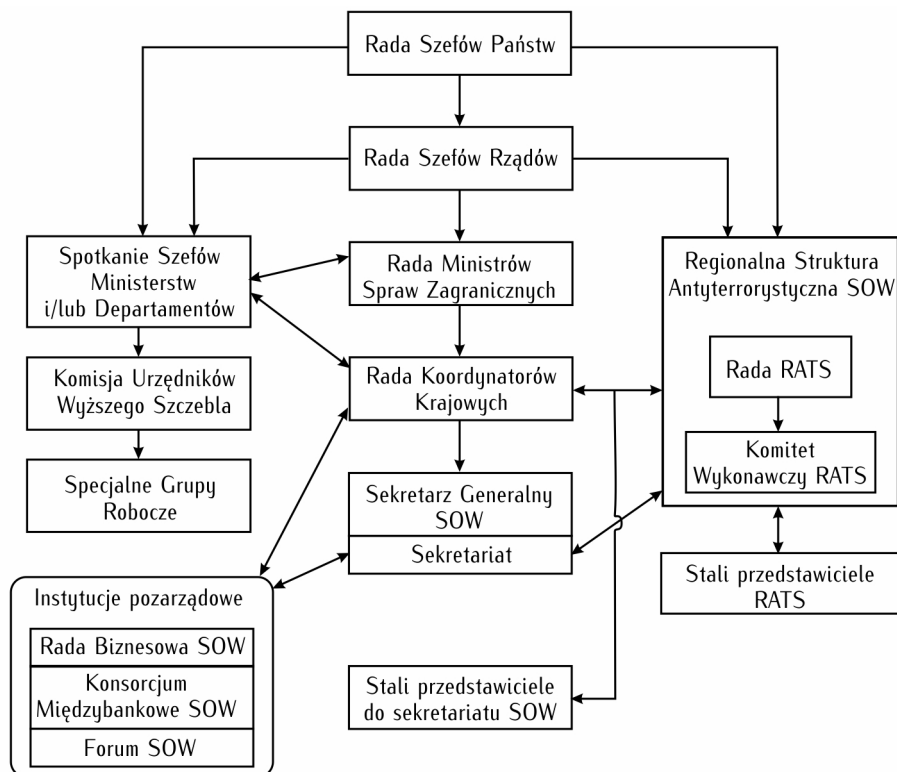 Rada Szefów Państw
Rada Szefów Rządów
Spotkanie Szefów
Ministerstw
i/lub Departamentów
Rada Ministrów
Spraw Zagranicznych
Regionalna Struktura
Antyterrorystyczna SOW
Rada RATS
Komitet
Wykonawczy RATS
Komisja Urzędników
Wyższego Szczebla
Rada Koordynatorów
Krajowych
Specjalne Grupy
Robocze
Sekretarz Generalny
SOW
Sekretariat
Stali przedstawiciele
RATS
Instytucje pozarządowe
Rada Biznesowa SOW
Konsorcjum
Międzybankowe SOW
Forum SOW
Stali przedstawiciele
do sekretariatu SOW